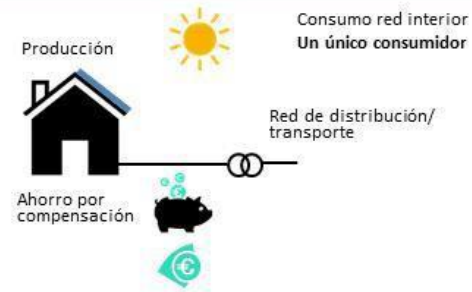 Consumo red interior
Un único consumidor
Producción
Red de distribución/
transporte
Ahorro por
compensación